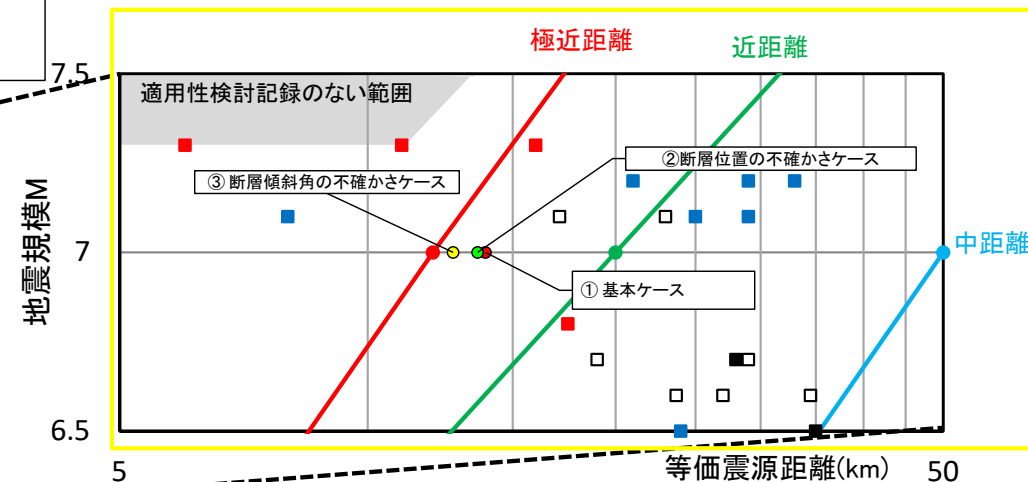 極近距離
近距離
7.5
適用性検討記録のない範囲
②断層位置の不確かさケース
③ 断層傾斜角の不確かさケース
地震規模M
7
中距離
① 基本ケース
6.5
5
等価震源距離(km)
50